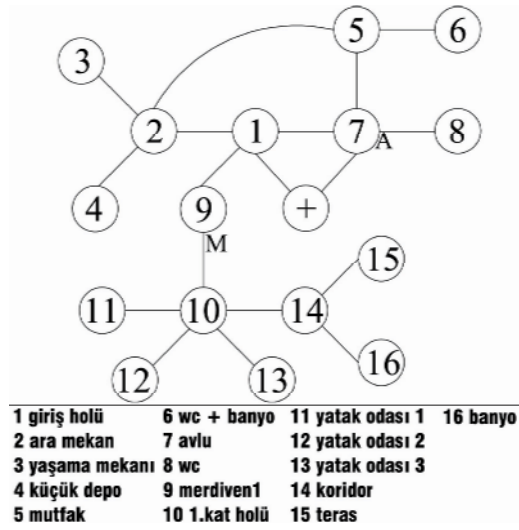 5 6
3
2 1 7 A 8
4 9 +
M
15
11 10 14
12 13 16
1 giriş holü 6 wc + banyo 11 yatak odası 1 16 banyo
2 ara mekan 7 avlu 12 yatak odası 2
3 yaşama mekanı 8 wc 13 yatak odası 3
4 küçük depo 9 merdiven1 14 koridor
5 mutfak 10 1.kat holü 15 teras